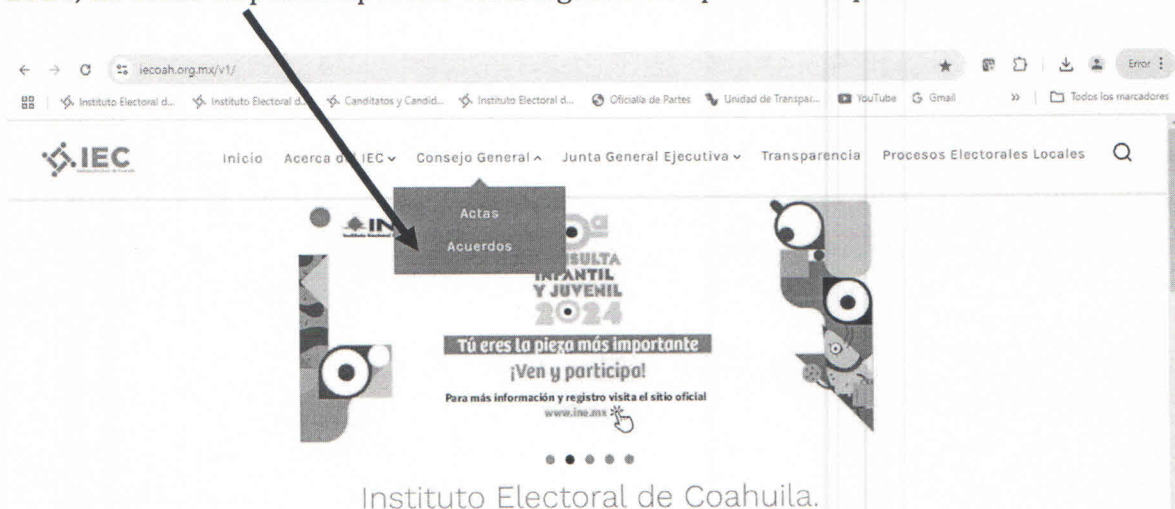 iecoah.org.mx/v1/
Error
Instituto Electoral d... Instituto Electoral d... Canditatos y Candid... Instituto Electoral d... Oficialía de Partes Unidad de Transpar... YouTube Gmail » Todos los marcadores
IEC
Inicio Acerca del IEC Consejo General Junta General Ejecutiva Transparencia Procesos Electorales Locales
Actas
Acuerdos
INFANTIL
Y JUVENIL
2024
Tú eres la pieza más importante
¡Ven y participa!
Para más información y registro visita el sitio oficial
www.ine.mx
Instituto Electoral de Coahuila.